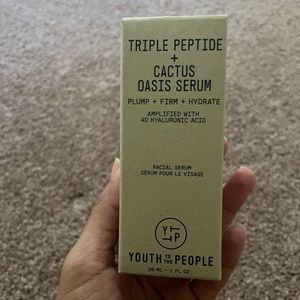 TRIPLE PEPTIDE
+
CACTUS
OASIS SERUM
PLUMP + FIRM + HYDRATE
AMPLIFIED WITH
4D HYALURONIC ACID
FACIAL SERUM
SÉRUM POUR LE VISAGE
YTTP
YOUTH TO THE PEOPLE
30 ML • 1 FL OZ